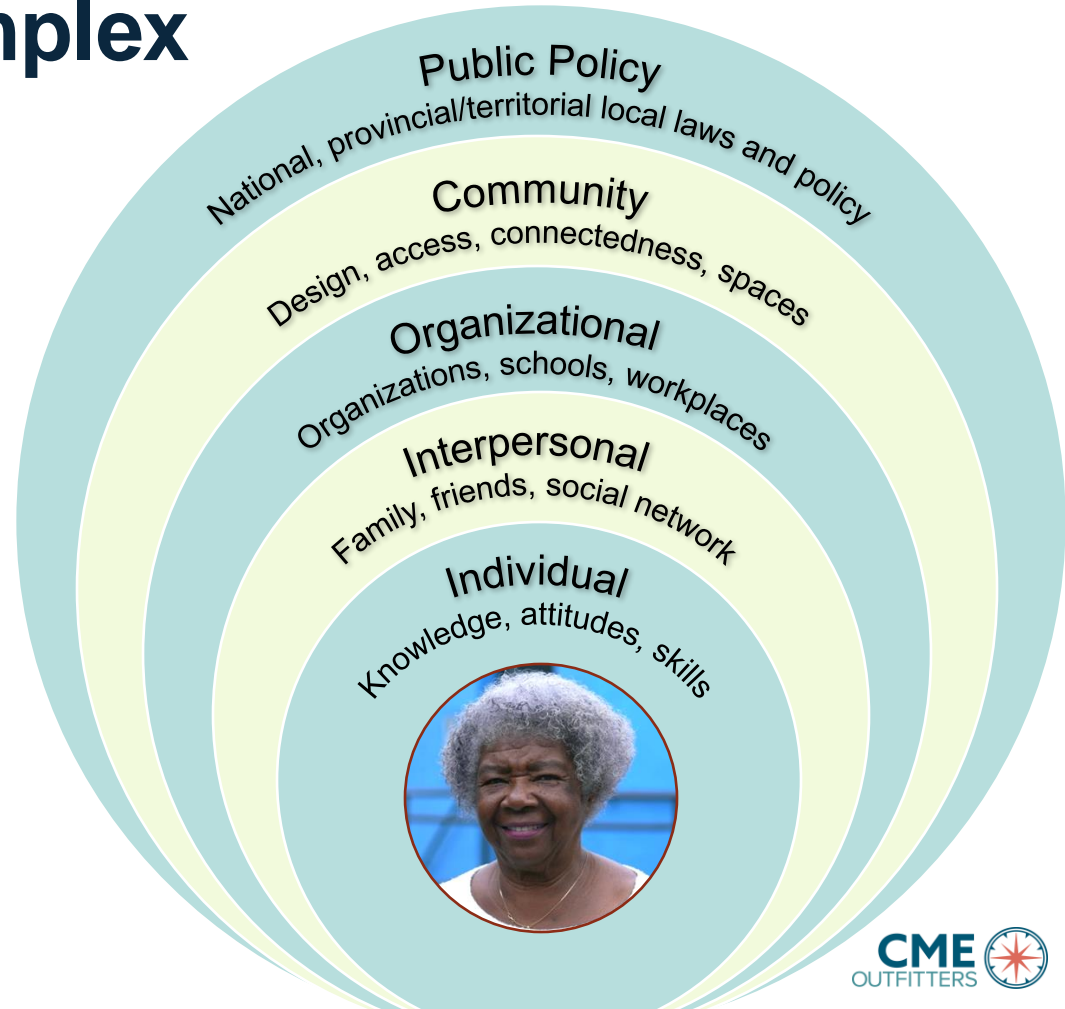 Public Policy
National, provincial/territorial local laws and policy
Community
Design, access, connectedness, spaces
Organizational
Organizations, schools, workplaces
Interpersonal
Family, friends, social network
Individual
Knowledge, attitudes, skills
CME
OUTFITTERS